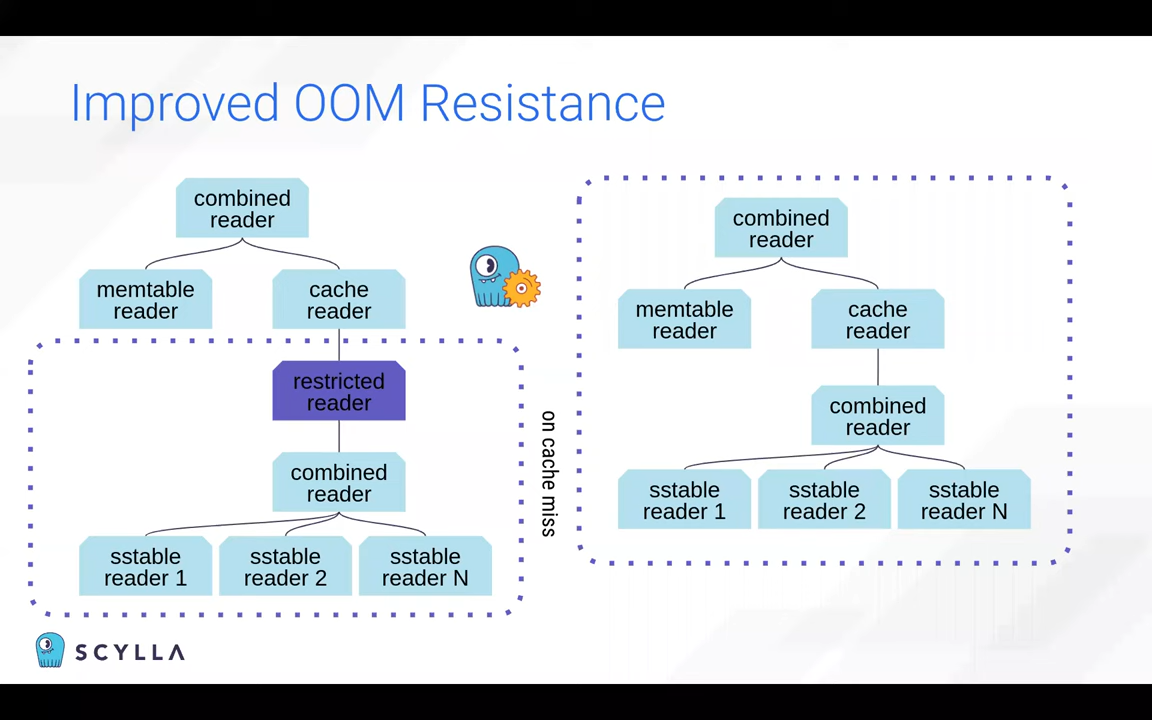 Improved OOM Resistance
combined
reader
memtable
reader
cache
reader
restricted
reader
combined
reader
sstable
reader 1
sstable
reader 2
sstable
reader N
on cache miss
combined
reader
memtable
reader
cache
reader
combined
reader
sstable
reader 1
sstable
reader 2
sstable
reader N
SCYLLA